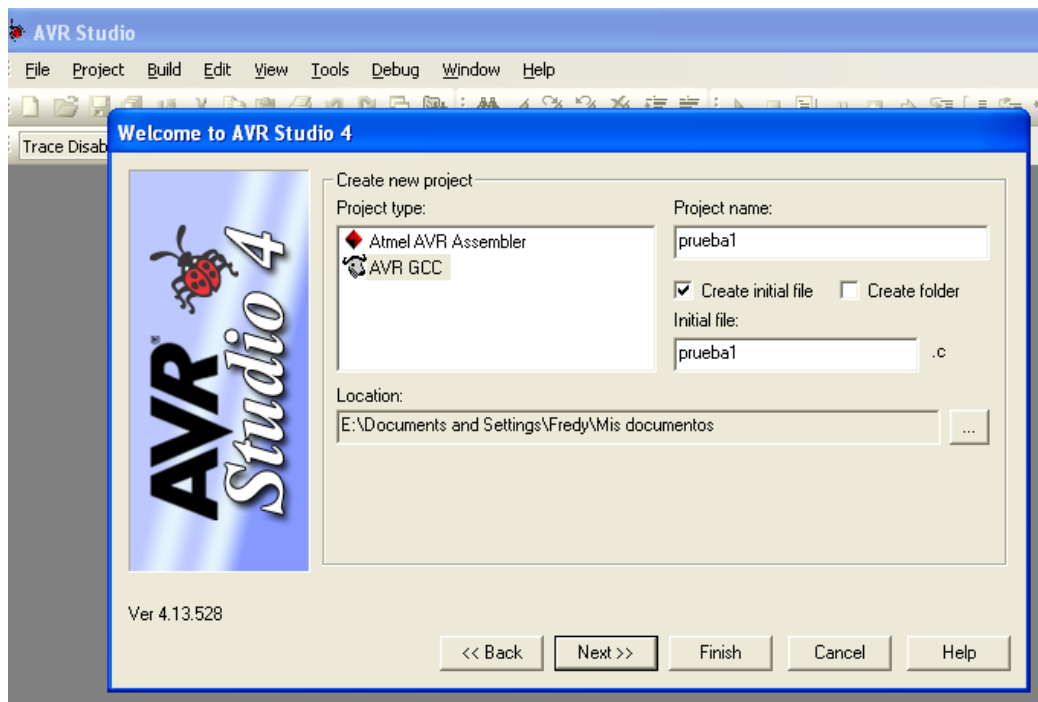 AVR Studio
File Project Build Edit View Tools Debug Window Help
Trace Disab
Welcome to AVR Studio 4
Create new project
Project type:
Atmel AVR Assembler
AVR GCC
Project name:
prueba1
Create initial file Create folder
Initial file:
prueba1 .c
Location:
E:\Documents and Settings\Fredy\Mis documentos ...
AVR® Studio 4
Ver 4.13.528
<< Back Next >> Finish Cancel Help